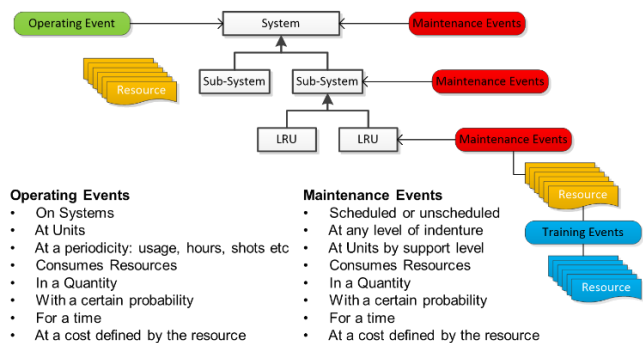 Operating Event
System
Maintenance Events
Sub-System
Sub-System
Maintenance Events
Resource
LRU
LRU
Maintenance Events
Resource
Training Events
Resource
Operating Events
• On Systems
• At Units
• At a periodicity: usage, hours, shots etc
• Consumes Resources
• In a Quantity
• With a certain probability
• For a time
• At a cost defined by the resource
Maintenance Events
• Scheduled or unscheduled
• At any level of indenture
• At Units by support level
• Consumes Resources
• In a Quantity
• With a certain probability
• For a time
• At a cost defined by the resource